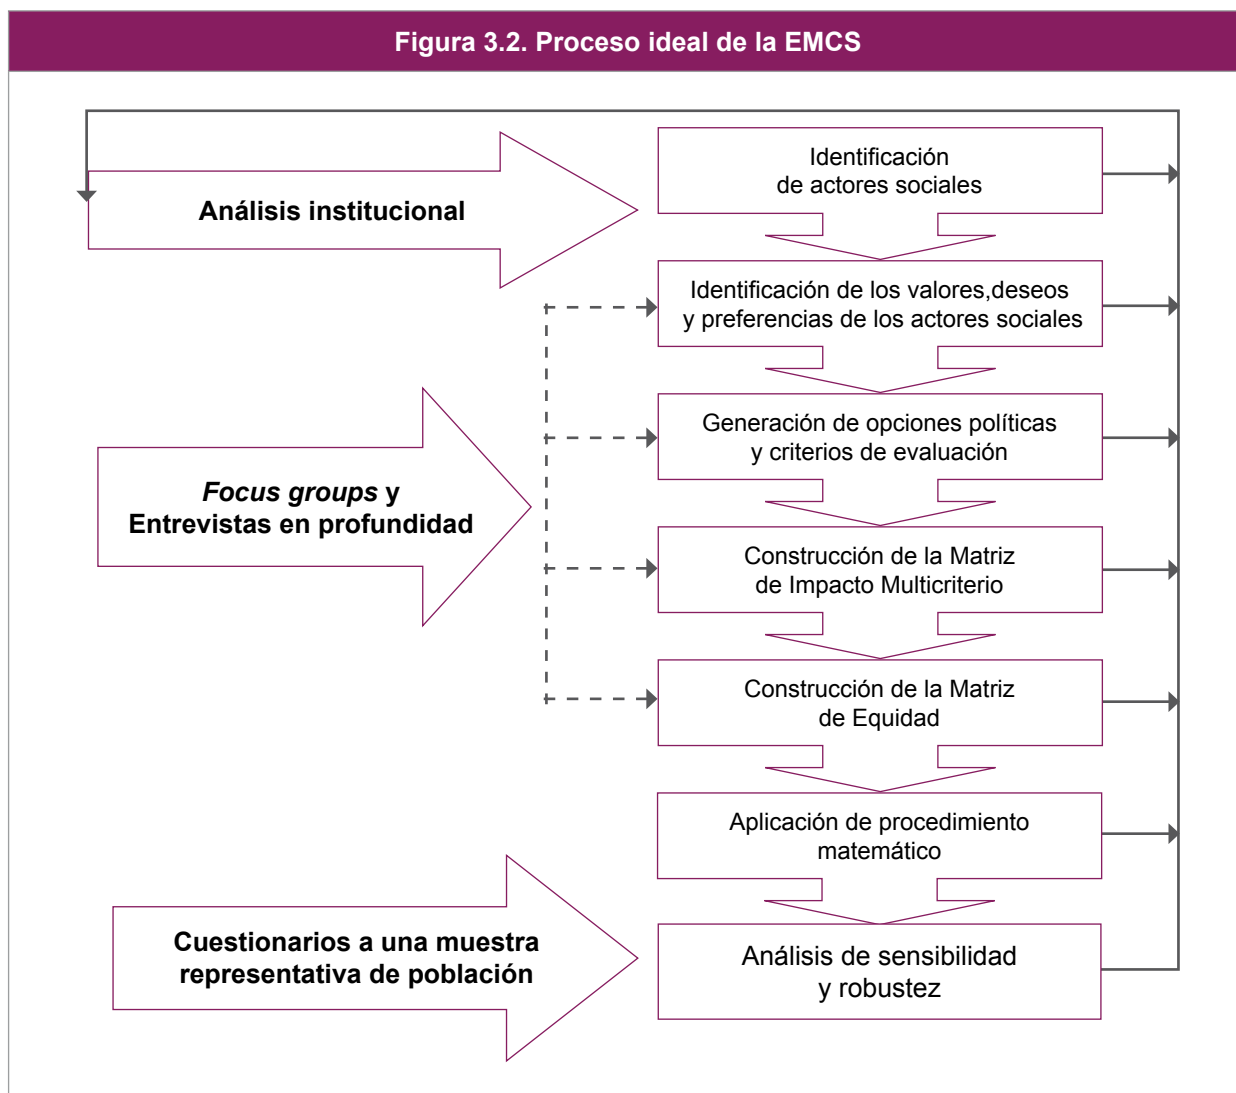 Figura 3.2. Proceso ideal de la EMCS
Análisis institucional
Identificación
de actores sociales
Identificación de los valores,deseos
y preferencias de los actores sociales
Generación de opciones políticas
y criterios de evaluación
Focus groups y
Entrevistas en profundidad
Construcción de la Matriz
de Impacto Multicriterio
Construcción de la Matriz
de Equidad
Aplicación de procedimiento
matemático
Cuestionarios a una muestra
representativa de población
Análisis de sensibilidad
y robustez